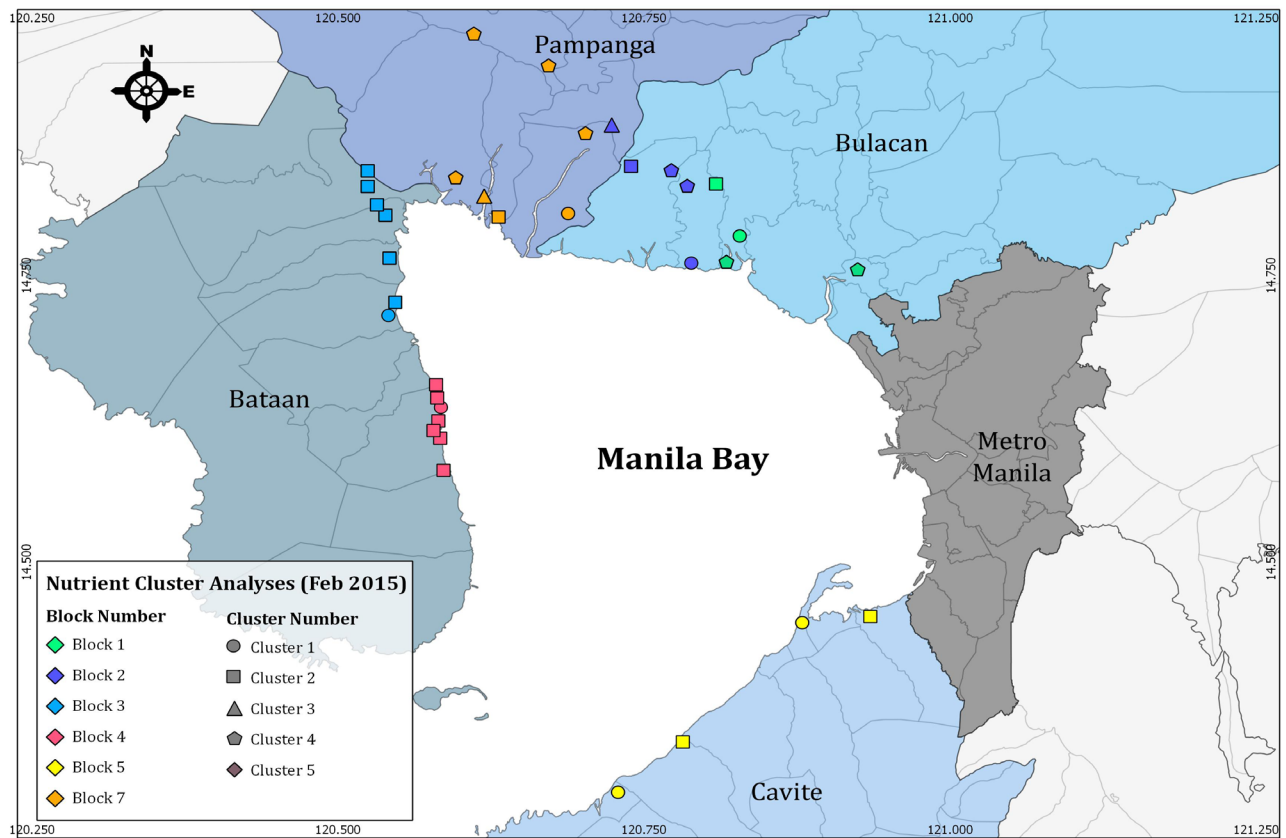 120.250 120.500 120.750 121.000 121.250
Pampanga
N
E
Bulacan
14.750 14.750
Bataan
Manila Bay
Metro
Manila
14.500 14.500
Nutrient Cluster Analyses (Feb 2015)
Block Number Cluster Number
Block 1 Cluster 1
Block 2 Cluster 2
Block 3 Cluster 3
Block 4 Cluster 4
Block 5 Cluster 5
Block 7
Cavite
120.250 120.500 120.750 121.000 121.250